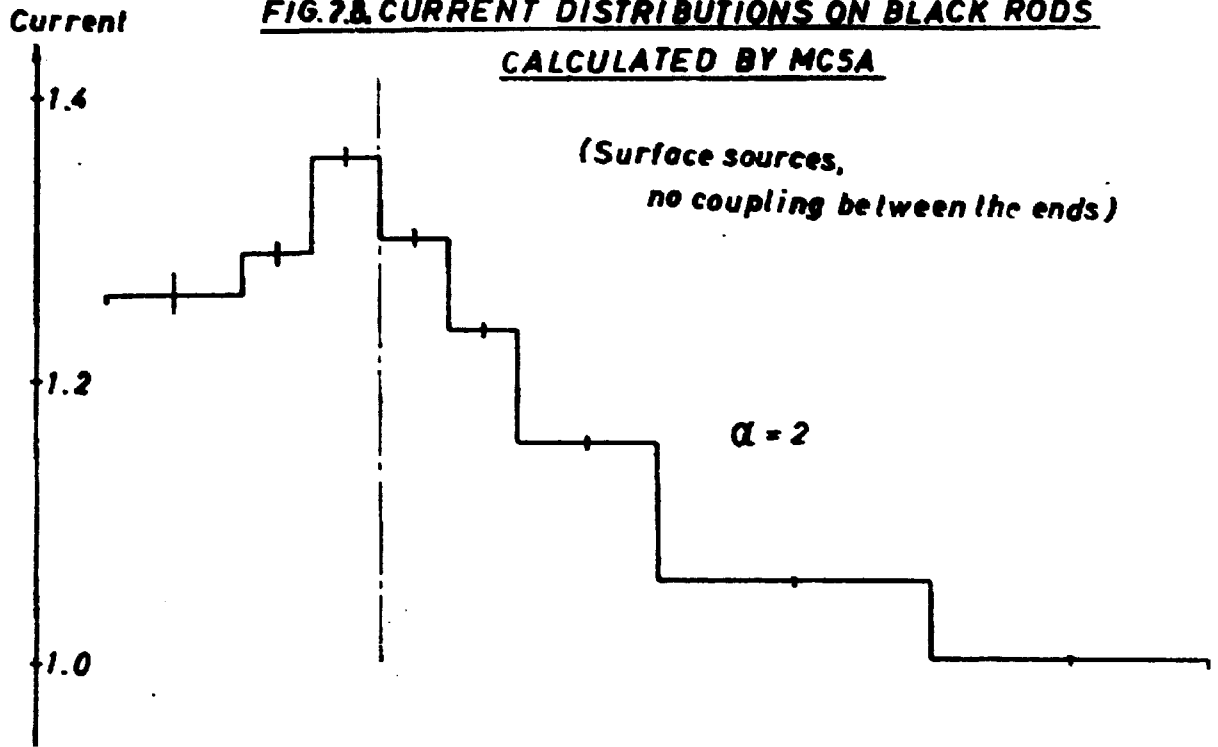 FIG.7.8. CURRENT DISTRIBUTIONS ON BLACK RODS
CALCULATED BY MC5A
Current
1.4
(Surface sources,
no coupling between the ends)
1.2
α = 2
1.0